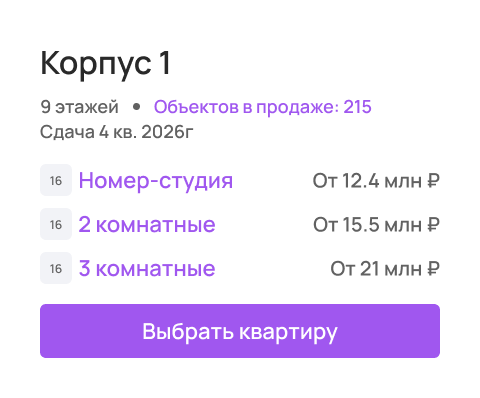 Корпус 1
9 этажей • Объектов в продаже: 215
Сдача 4 кв. 2026г
16 Номер-студия От 12.4 млн ₽
16 2 комнатные От 15.5 млн ₽
16 3 комнатные От 21 млн ₽
Выбрать квартиру